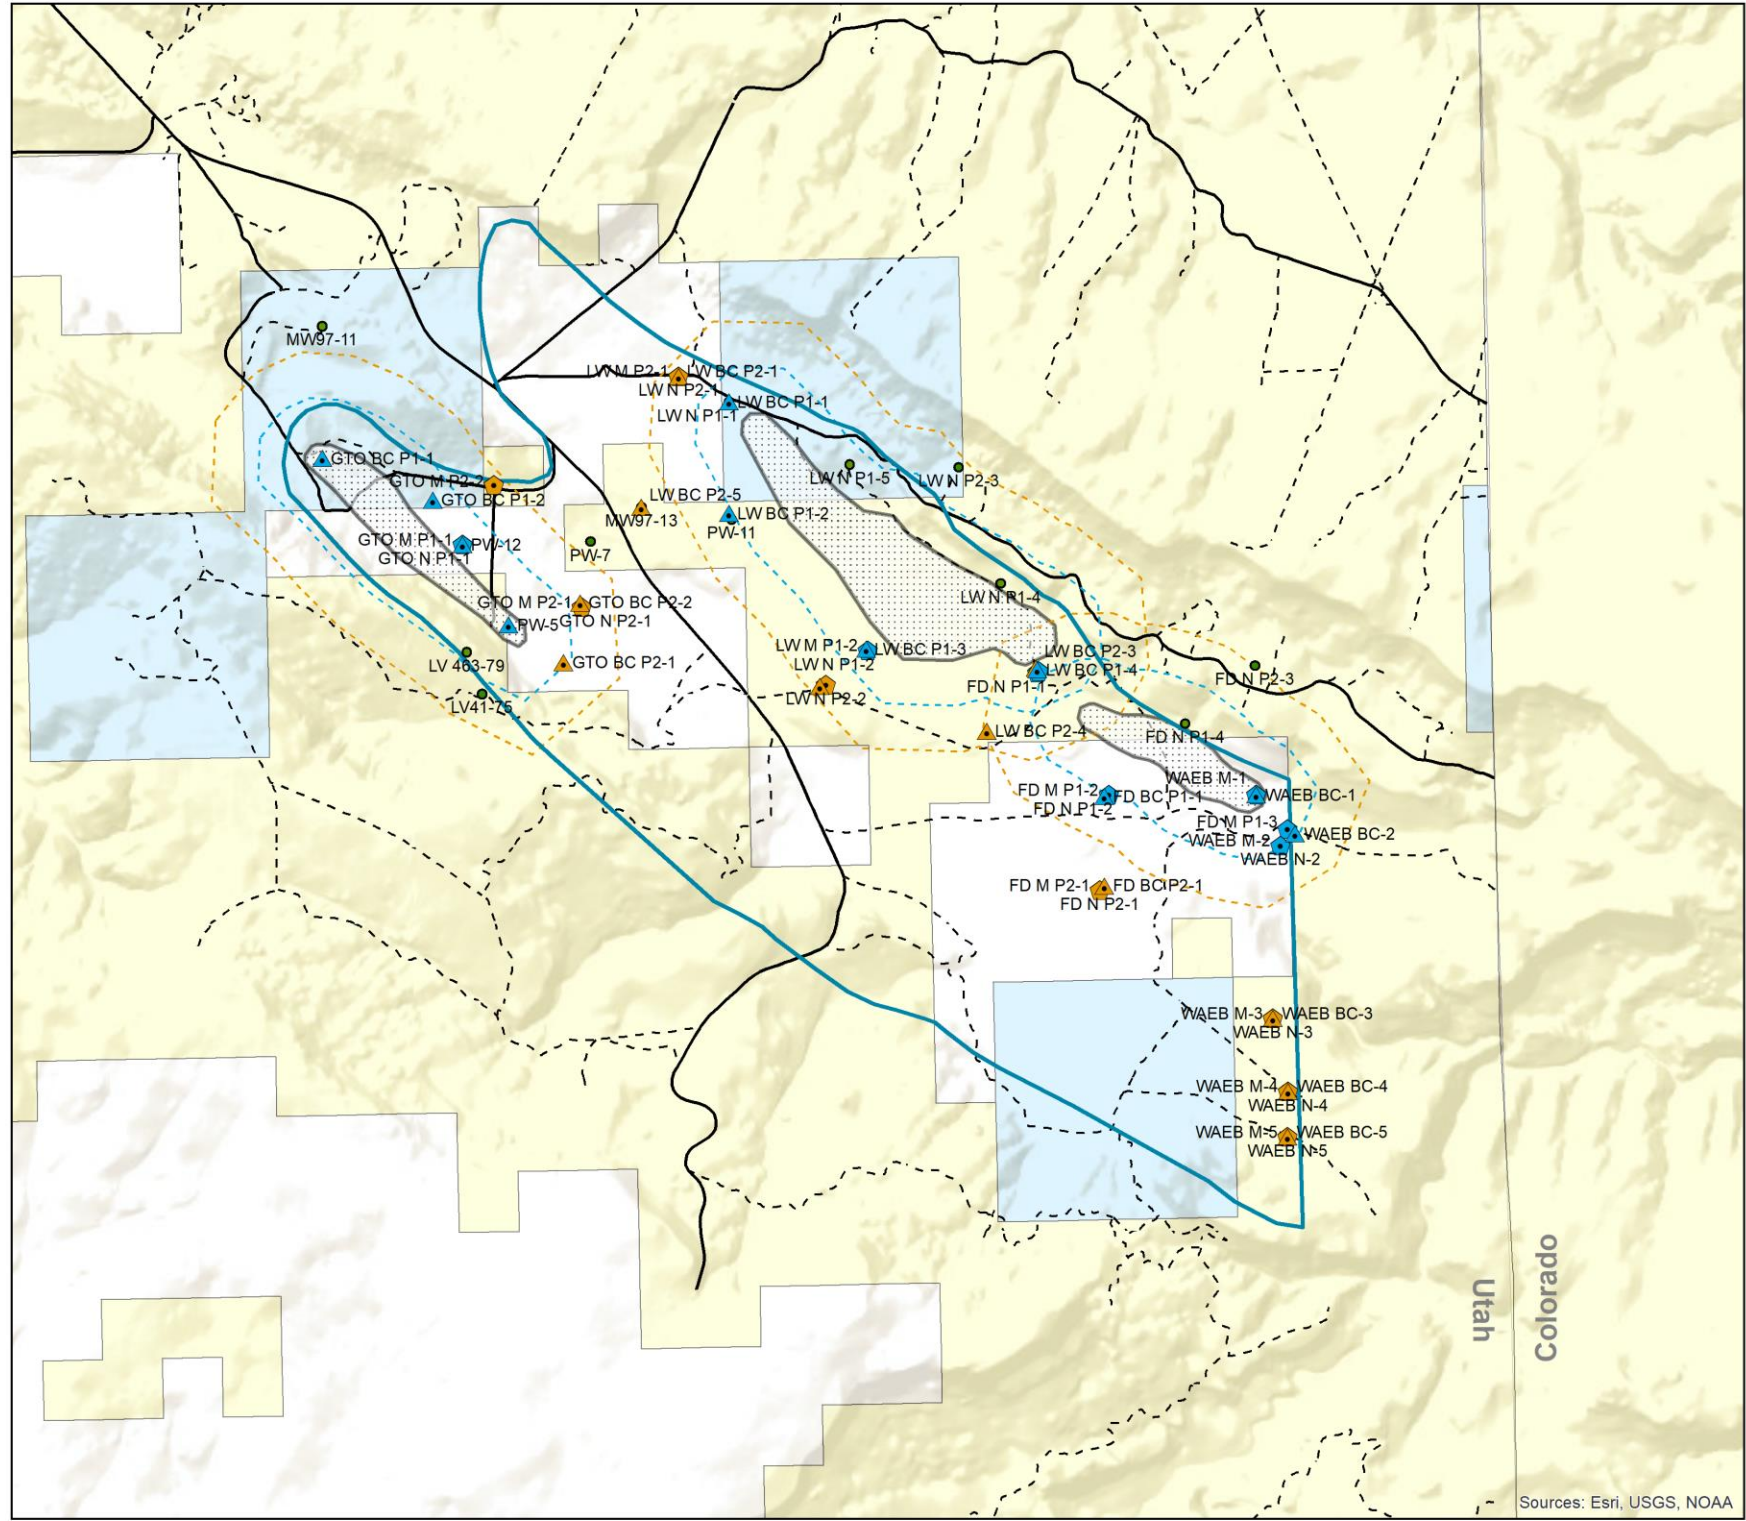 MW97-11
LW M P2-1
LW BC P2-1
LW N P2-1
LW BC P1-1
LW N P1-1
GTO BC P1-1
LW N P1-5
LW N P2-3
GTO M P2-2
GTO BC P1-2
LW BC P2-5
MW97-13
LW BC P1-2
PW-11
GTO M P1-1
PW-12
GTO N P1-1
PW-7
LW N P1-4
GTO M P2-1
GTO BC P2-2
PW-5
GTO N P2-1
LW M P1-2
LW BC P1-3
LW N P1-2
LW BC P2-3
LW BC P1-4
FD N P1-1
LV 463-79
GTO BC P2-1
FD N P2-3
LV41-75
LW N P2-2
LW BC P2-4
FD N P1-4
WAEB M-1
WAEB BC-1
FD M P1-2
FD BC P1-1
FD N P1-2
FD M P1-3
WAEB BC-2
WAEB M-2
WAEB N-2
FD M P2-1
FD BC P2-1
FD N P2-1
WAEB M-3
WAEB BC-3
WAEB N-3
WAEB M-4
WAEB BC-4
WAEB N-4
WAEB M-5
WAEB BC-5
WAEB N-5
Utah
Colorado
Sources: Esri, USGS, NOAA